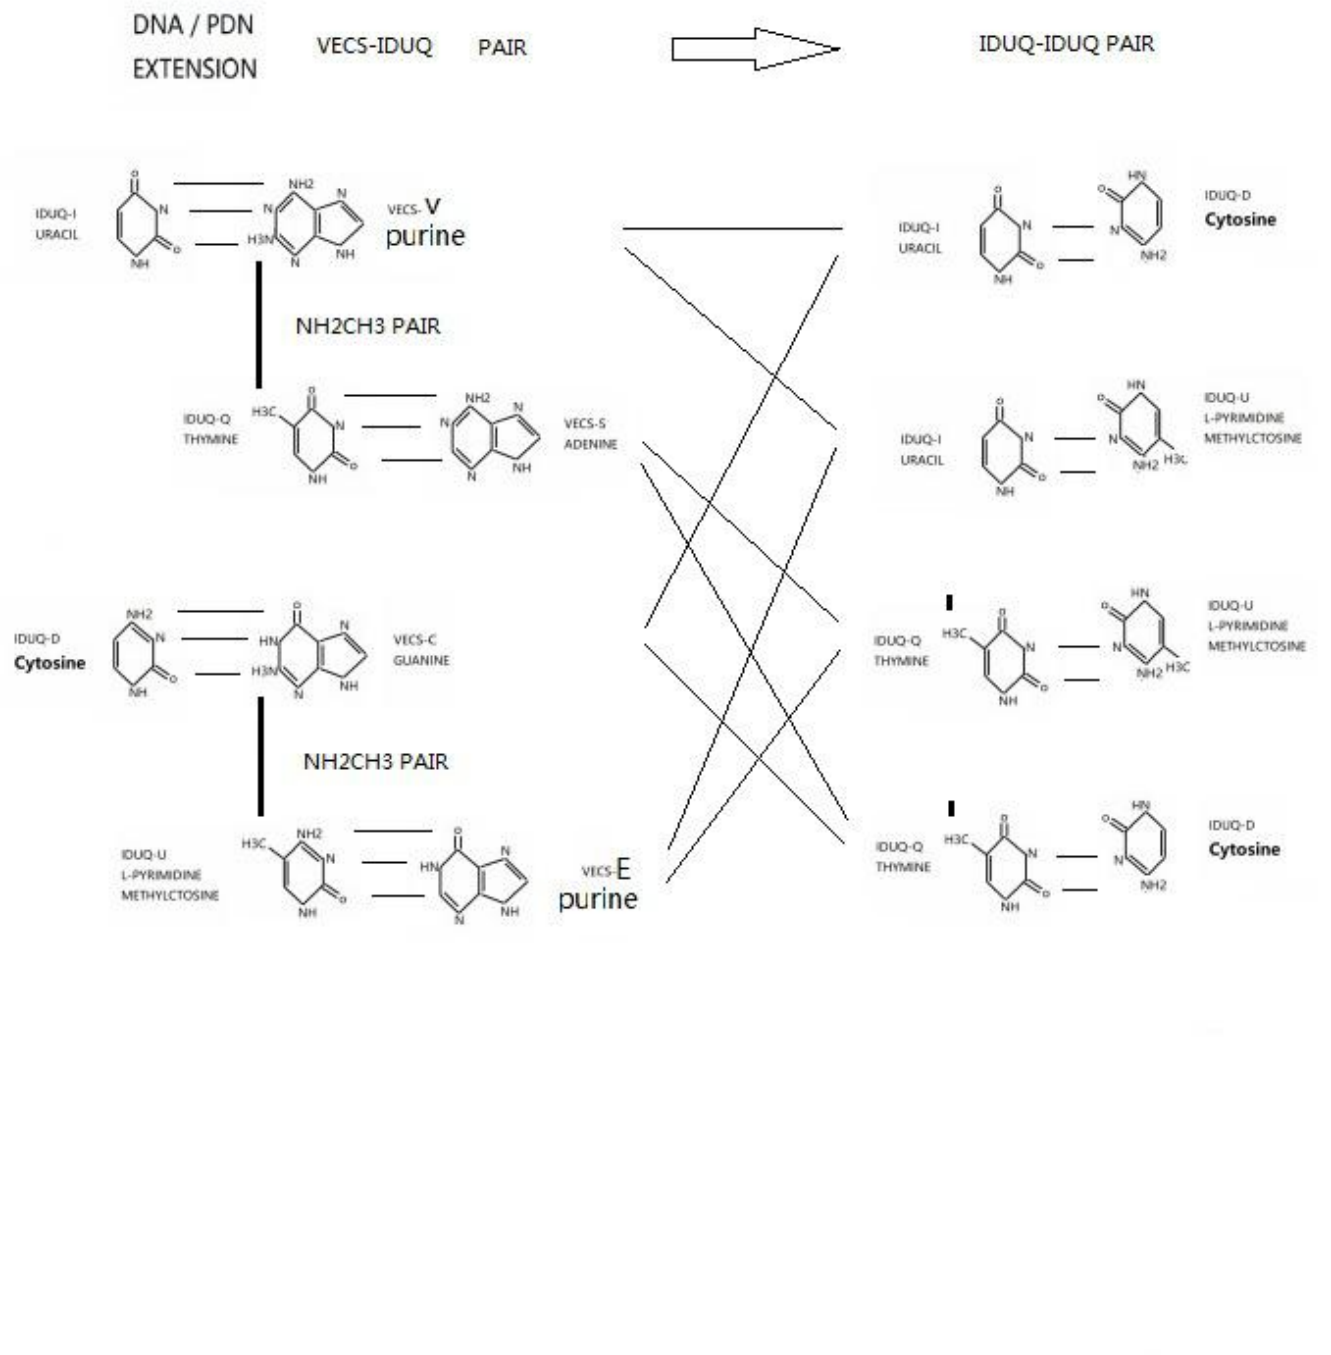 DNA / PDN
EXTENSION
VECS-IDUQ PAIR
IDUQ-IDUQ PAIR
O
NH2
N
IDUQ-I
URACIL
N
N
VECS- V
purine
O
H3N
NH
NH
N
NH2CH3 PAIR
O
NH2
N
H3C
IDUQ-Q
THYMINE
N
N
VECS-S
ADENINE
O
NH
NH
N
NH2
O
N
IDUQ-D
Cytosine
N
HN
VECS-C
GUANINE
O
H3N
NH
NH
N
NH2CH3 PAIR
H3C
NH2
O
N
IDUQ-U
L-PYRIMIDINE
METHYLCTOSINE
N
HN
VECS-E
purine
O
NH
NH
N
HN
O
O
IDUQ-D
Cytosine
IDUQ-I
URACIL
N
N
O
NH2
NH
HN
O
O
IDUQ-U
L-PYRIMIDINE
METHYLCTOSINE
IDUQ-I
URACIL
N
N
NH2
H3C
O
NH
HN
O
O
IDUQ-U
L-PYRIMIDINE
METHYLCTOSINE
H3C
IDUQ-Q
THYMINE
N
N
NH2
H3C
O
NH
HN
O
O
IDUQ-D
Cytosine
H3C
IDUQ-Q
THYMINE
N
N
NH2
O
NH